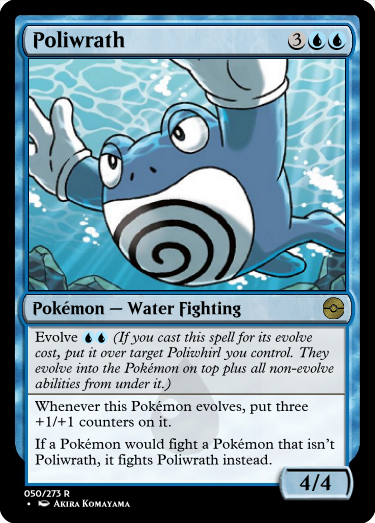 Poliwrath 3
Pokémon — Water Fighting
Evolve (If you cast this spell for its evolve
cost, put it over target Poliwhirl you control. They
evolve into the Pokémon on top plus all non-evolve
abilities from under it.)
Whenever this Pokémon evolves, put three
+1/+1 counters on it.
If a Pokémon would fight a Pokémon that isn't
Poliwrath, it fights Poliwrath instead.
4/4
050/273 R
• Akira Komayama